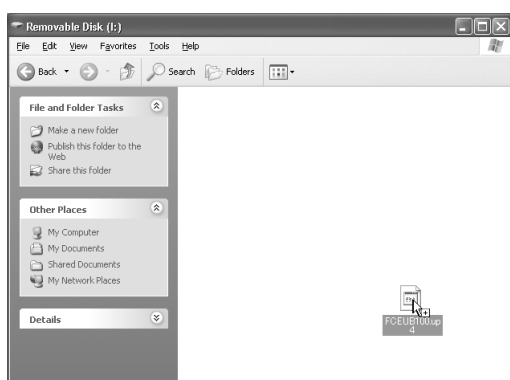 Removable Disk (I:)
File Edit View Favorites Tools Help
Back Search Folders
File and Folder Tasks
Make a new folder
Publish this folder to the
Web
Share this folder
Other Places
My Computer
My Documents
Shared Documents
My Network Places
Details
FCEUB100.up
4